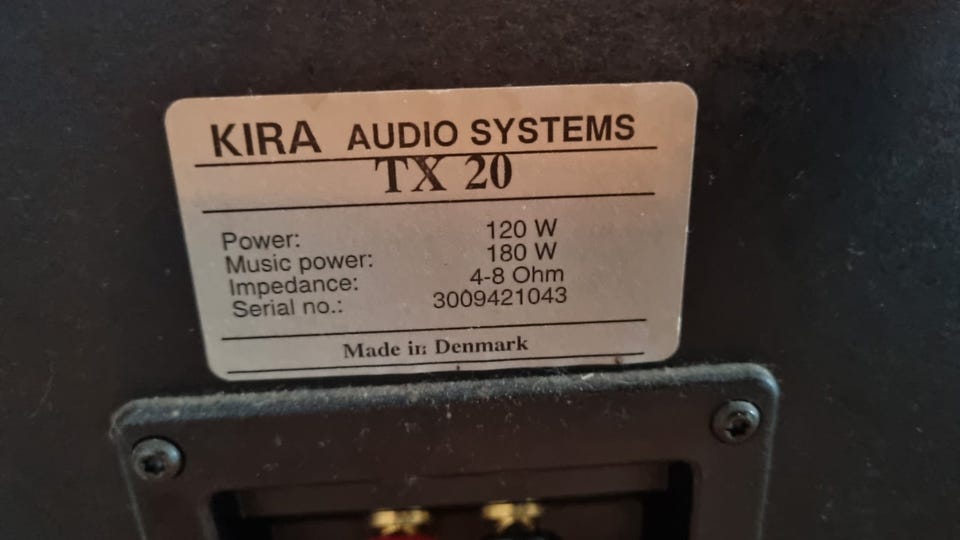 KIRA AUDIO SYSTEMS
TX 20
Power: 120 W
Music power: 180 W
Impedance: 4-8 Ohm
Serial no.: 3009421043
Made in Denmark